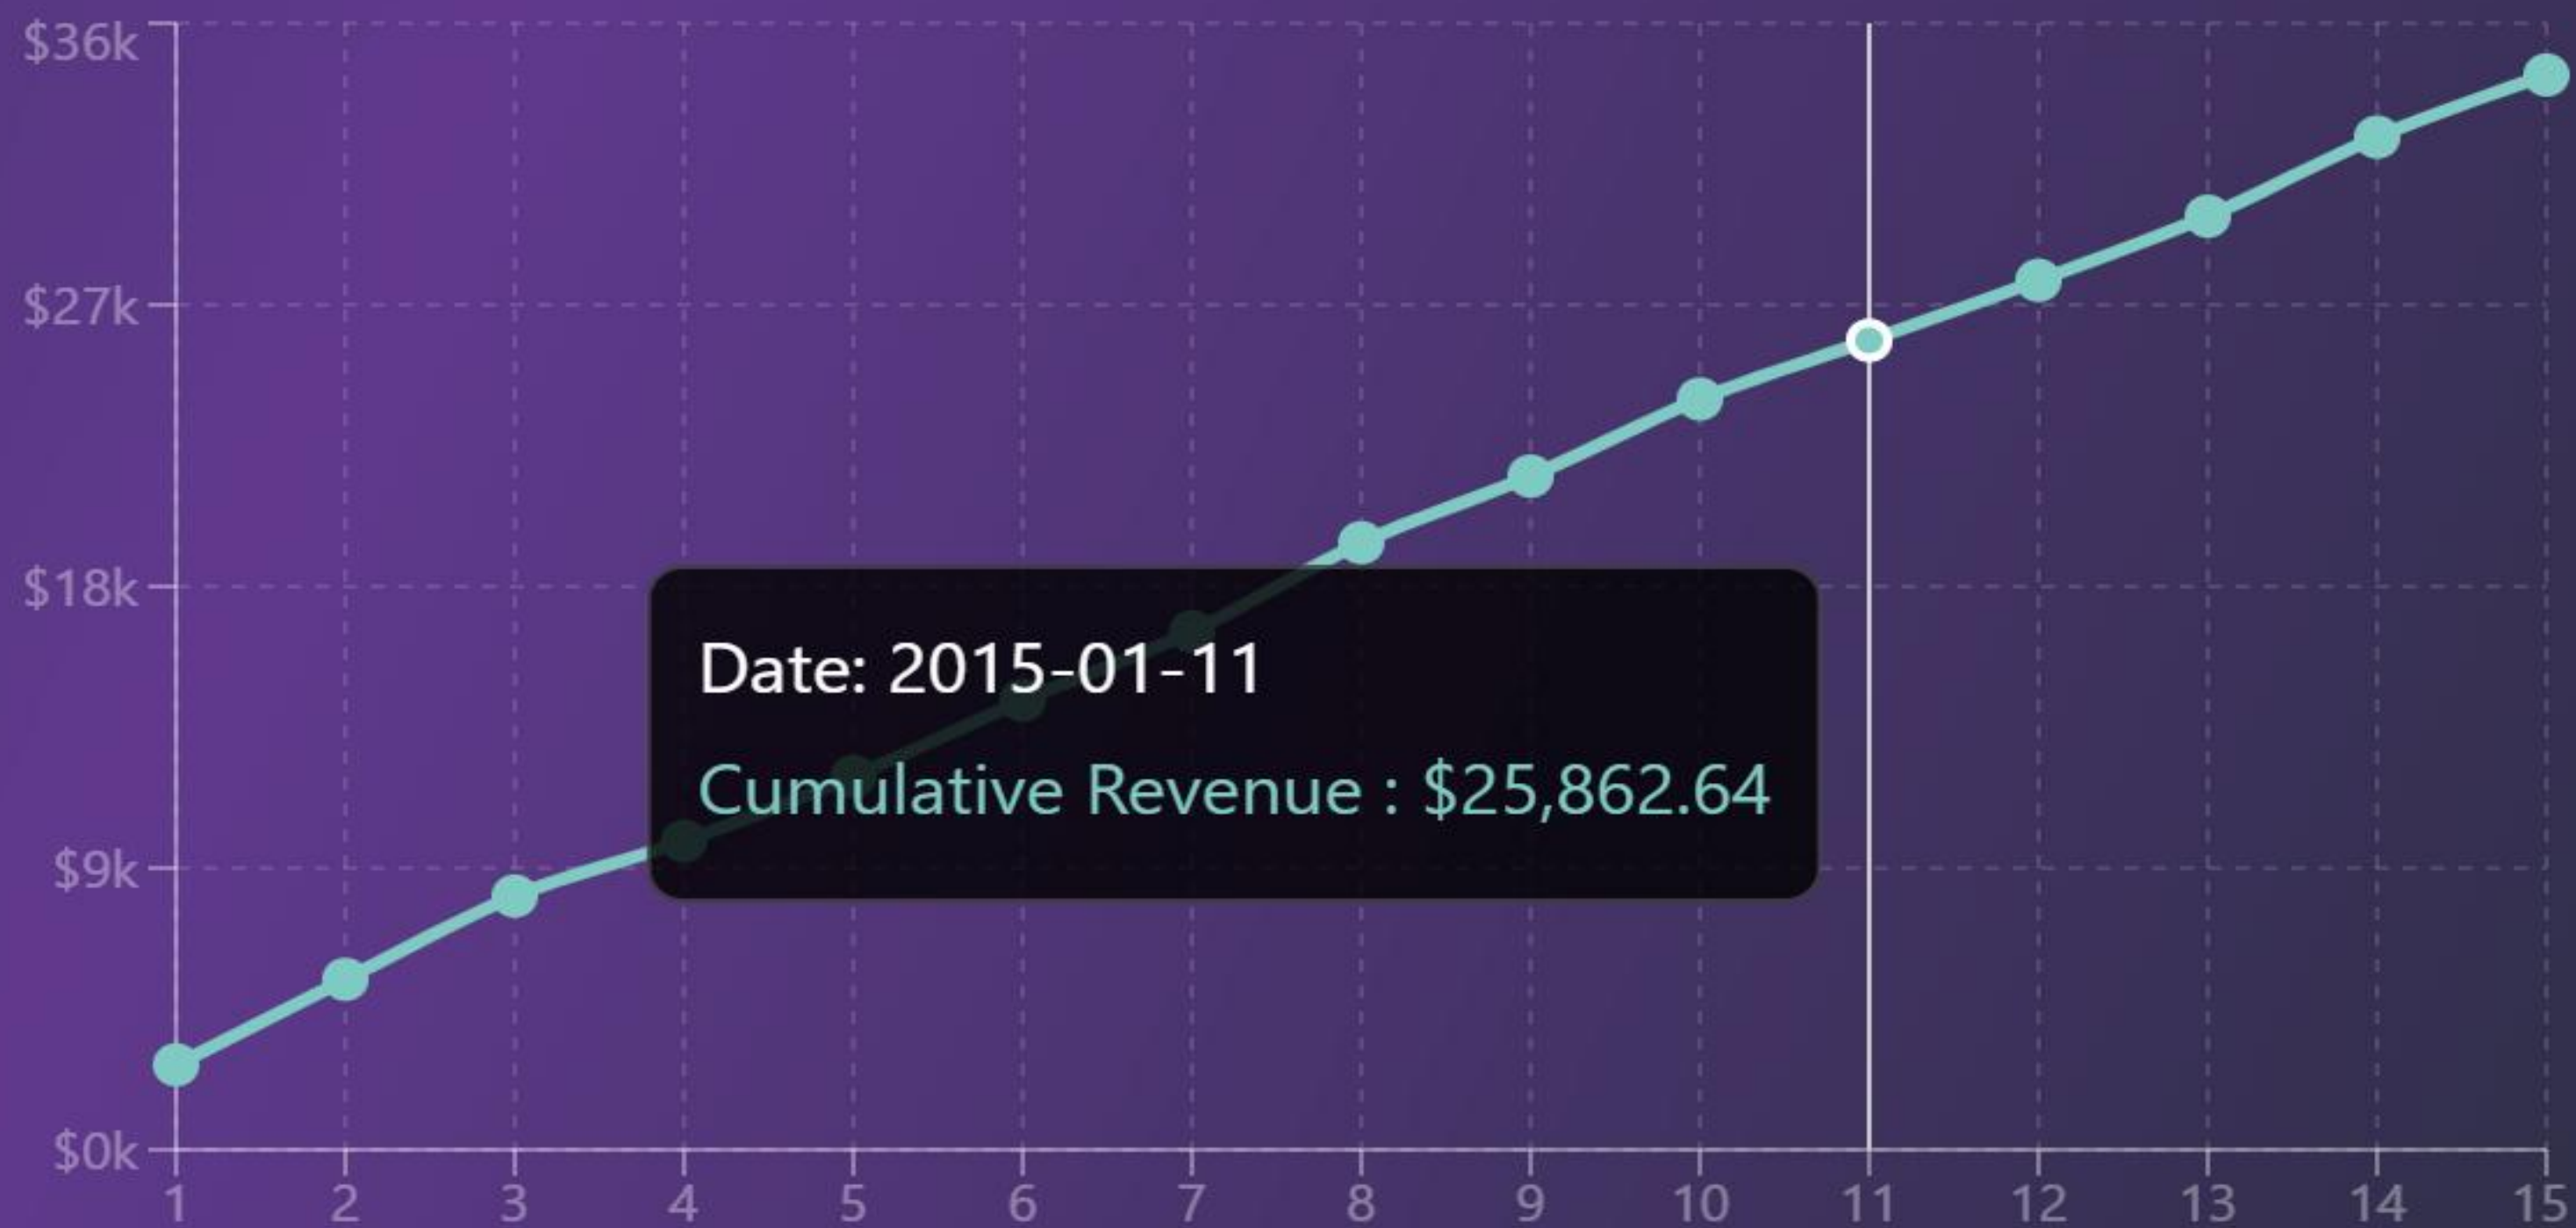 $36k
$27k
$18k
Date: 2015-01-11
Cumulative Revenue : $25,862.64
$9k
$0k
1 2 3 4 5 6 7 8 9 10 11 12 13 14 15